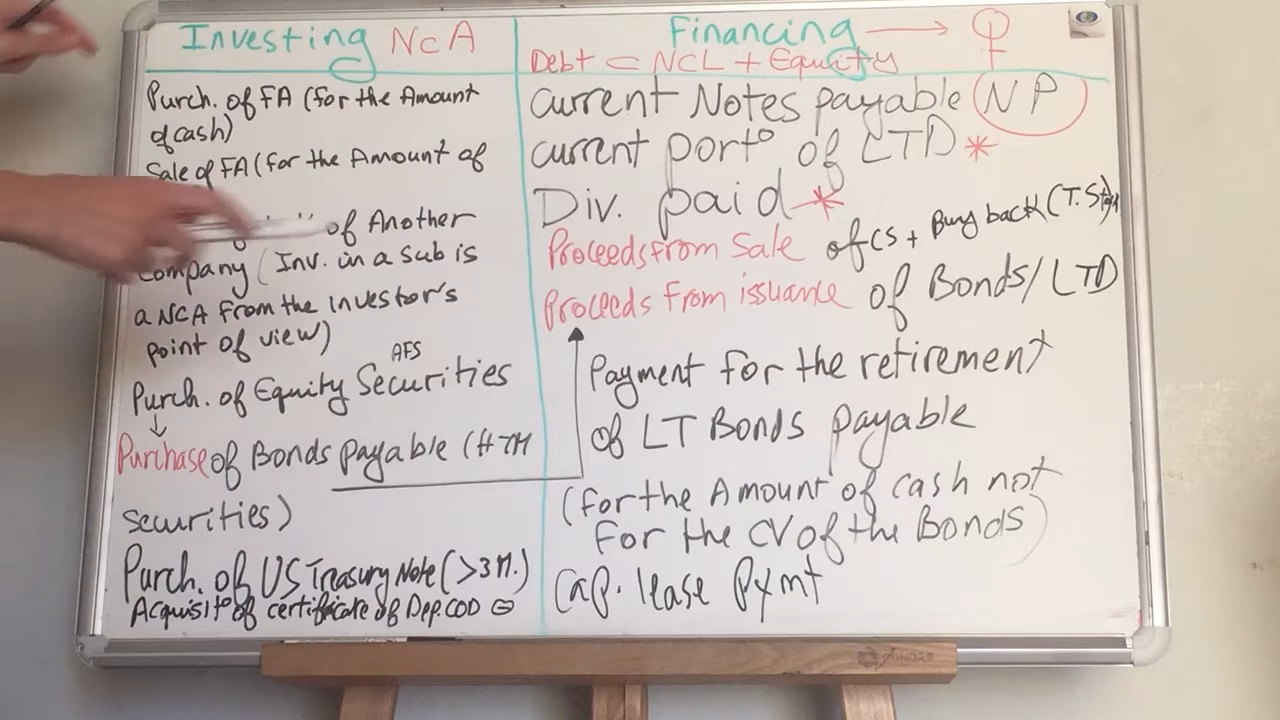 Investing NCA
Purch. of FA (for the Amount
of cash)
Sale of FA (for the Amount of
of Another
company (Inv. in a sub is
a NCA from the investor's
point of view)
AFS
Purch. of Equity Securities
Purchase of Bonds payable (HTM
securities)
Purch. of US Treasury Note (>3M.)
Acquisit° of certificate of Dep. COD
Financing → ♀
Debt ⊂ NCL + Equity
Current Notes payable NP
current port° of LTD *
Div. paid *
Proceeds from Sale of CS + Buy back (T.
Proceeds from issuance of Bonds/LTD
Payment for the retirement
of LT Bonds payable
(for the Amount of cash not
for the CV of the Bonds)
Cap. lease Pymt